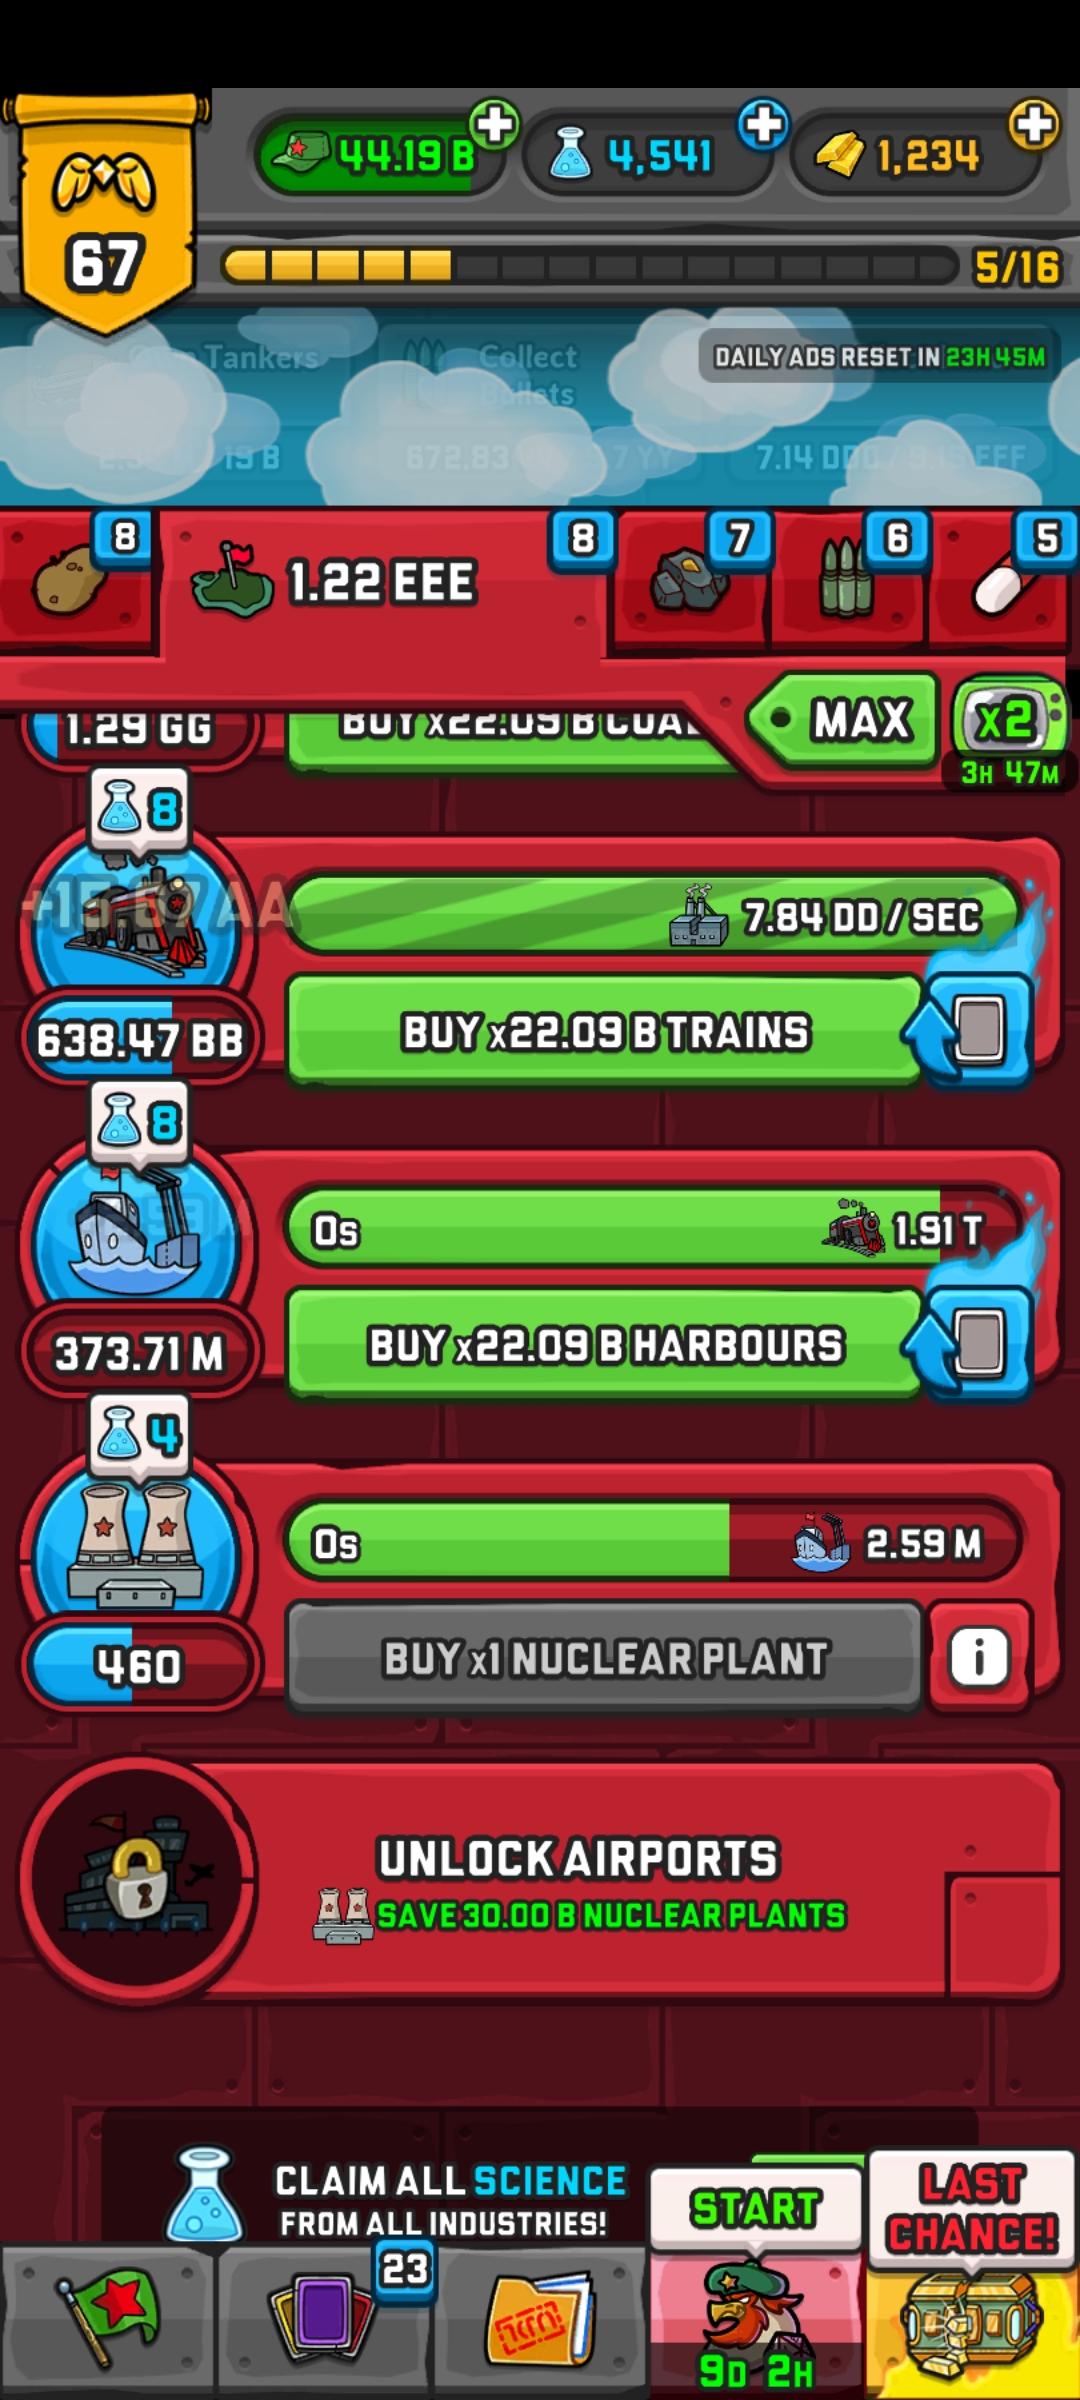 44.19 B
4,541
1,234
67
5/16
Tankers
Collect
Bullets
DAILY ADS RESET IN 23H 45M
19 B
672.83
7 YY
7.14 DDD / 9.15 FFF
8
1.22 EEE
8
7
6
5
1.29 GG
BUY x22.09 B COAL
MAX
x2
3H 47M
8
+15.67 AA
7.84 DD / SEC
638.47 BB
BUY x22.09 B TRAINS
8
0s
1.91 T
373.71 M
BUY x22.09 B HARBOURS
4
0s
2.59 M
460
BUY x1 NUCLEAR PLANT
i
UNLOCK AIRPORTS
SAVE 30.00 B NUCLEAR PLANTS
CLAIM ALL SCIENCE
FROM ALL INDUSTRIES!
START
LAST
CHANCE!
23
9D 2H